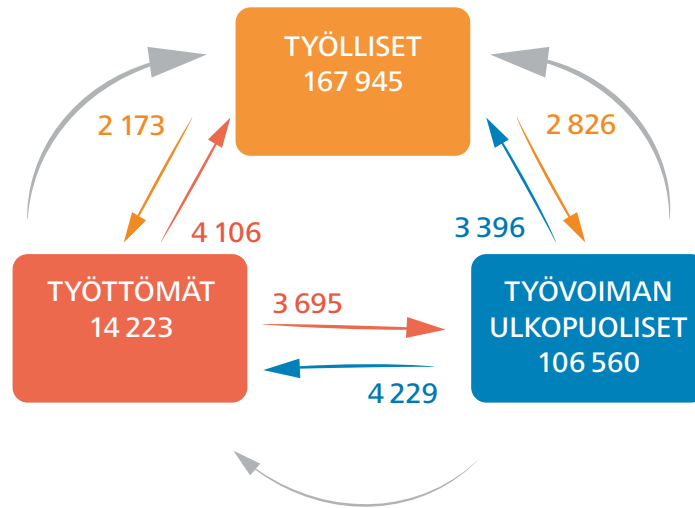 TYÖLLISET
167 945
2 173
2 826
4 106
3 396
TYÖTTÖMÄT
14 223
3 695
TYÖVOIMAN
ULKOPUOLISET
106 560
4 229